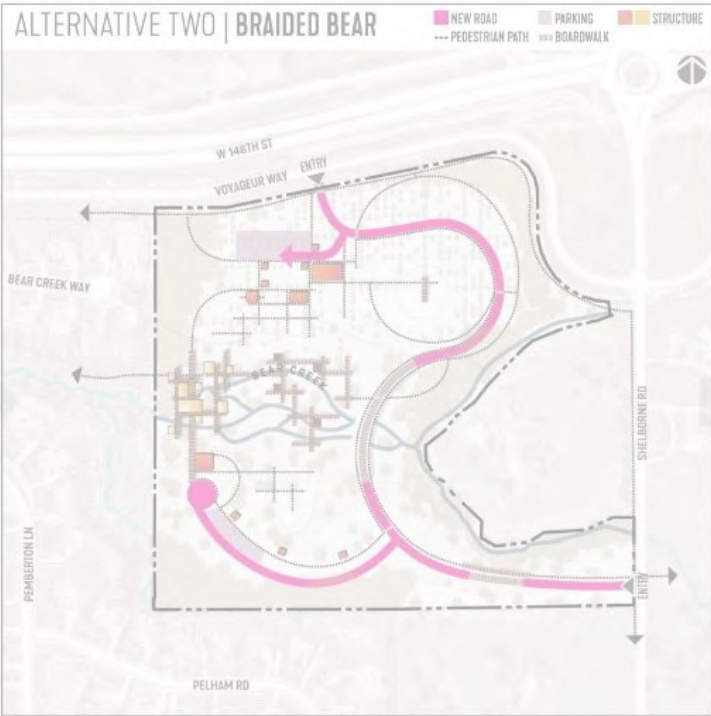 ALTERNATIVE TWO | BRAIDED BEAR
NEW ROAD
PARKING
STRUCTURE
PEDESTRIAN PATH
BOARDWALK
W 146TH ST
VOYAGEUR WAY
ENTRY
BEAR CREEK WAY
BEAR CREEK
SHELBORNE RD
PEMBERTON LN
ENTRY
PELHAM RD